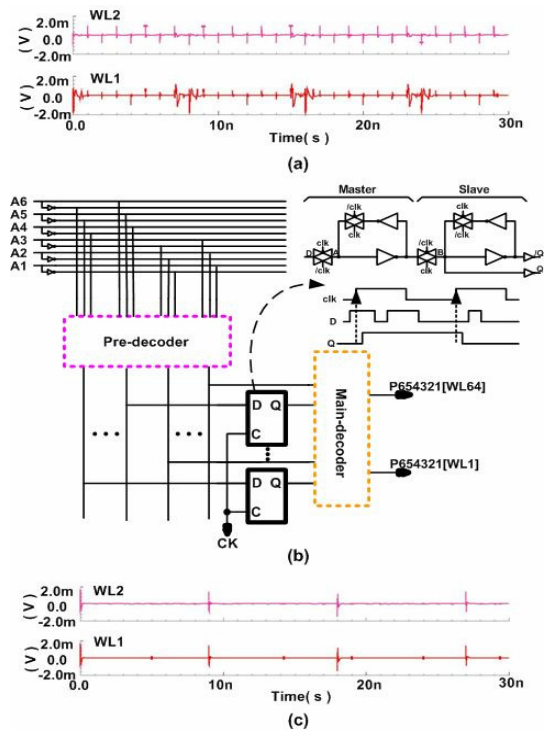 WL2
2.0m
(V)
0.0
-2.0m
WL1
2.0m
(V)
0.0
-2.0m
0.0 10n 20n 30n
Time( s )
(a)
A6
A5
A4
A3
A2
A1
Master Slave
/clk /clk
clk clk
clk clk
D A B /Q
/clk /clk Q
clk
D
Q
Pre-decoder
Main-decoder
D Q
C
D Q
C
CK
P654321[WL64]
P654321[WL1]
(b)
WL2
2.0m
(V)
0.0
-2.0m
WL1
2.0m
(V)
0.0
-2.0m
0.0 10n 20n 30n
Time( s )
(c)